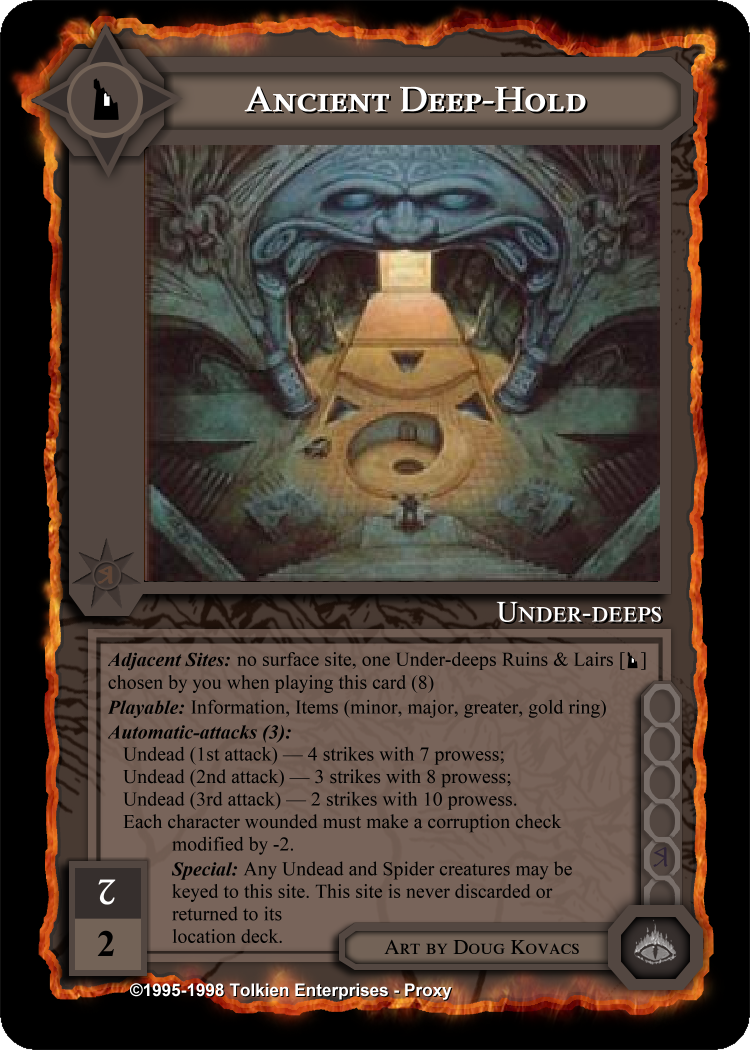 Ancient Deep-Hold
Under-deeps
Adjacent Sites: no surface site, one Under-deeps Ruins & Lairs [ ]
chosen by you when playing this card (8)
Playable: Information, Items (minor, major, greater, gold ring)
Automatic-attacks (3):
Undead (1st attack) — 4 strikes with 7 prowess;
Undead (2nd attack) — 3 strikes with 8 prowess;
Undead (3rd attack) — 2 strikes with 10 prowess.
Each character wounded must make a corruption check
modified by -2.
Special: Any Undead and Spider creatures may be
keyed to this site. This site is never discarded or
returned to its
location deck.
2
Art by Doug Kovacs
©1995-1998 Tolkien Enterprises - Proxy